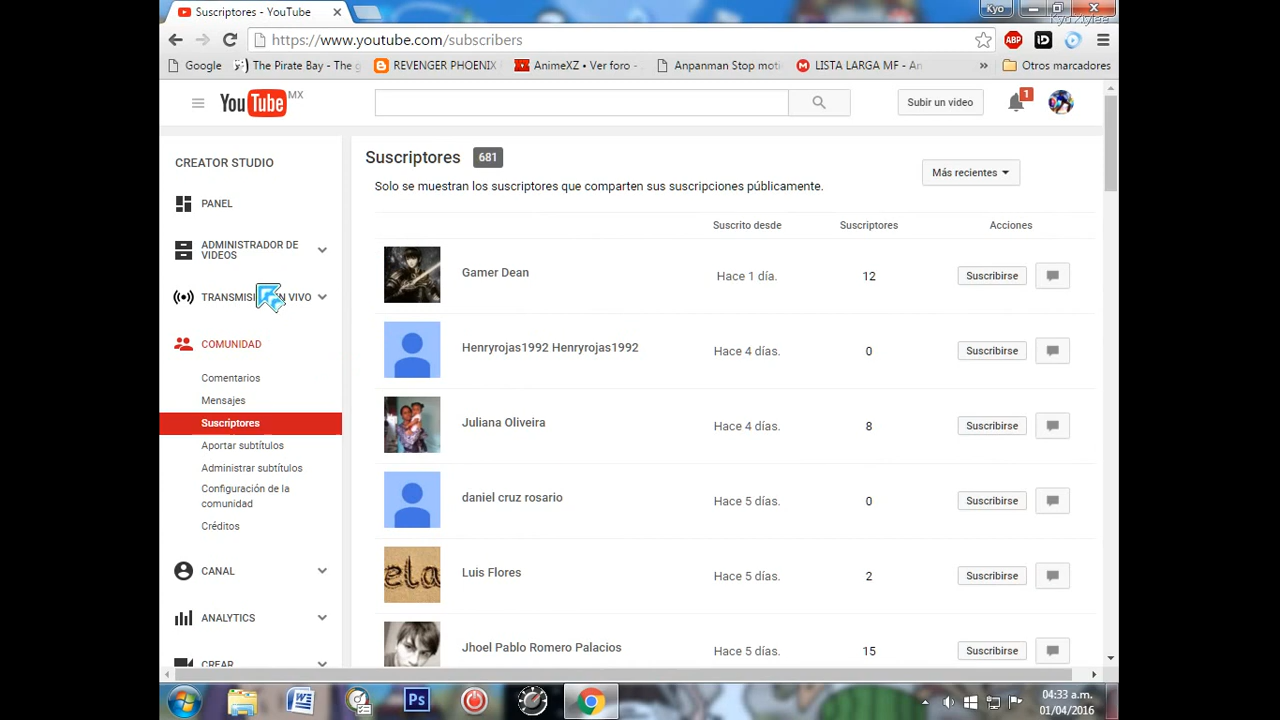 Suscriptores - YouTube
Kyo
https://www.youtube.com/subscribers
ABP
Google
The Pirate Bay - The g
REVENGER PHOENIX
AnimeXZ • Ver foro -
Anpanman Stop moti
LISTA LARGA MF - An
Otros marcadores
YouTube MX
Subir un video
1
CREATOR STUDIO
PANEL
ADMINISTRADOR DE
VIDEOS
COMUNIDAD
Comentarios
Mensajes
Suscriptores
Aportar subtítulos
Administrar subtítulos
Configuración de la
comunidad
Créditos
CANAL
ANALYTICS
CREAR
Suscriptores 681
Más recientes
Solo se muestran los suscriptores que comparten sus suscripciones públicamente.
Suscrito desde Suscriptores Acciones
Gamer Dean Hace 1 día. 12 Suscribirse
Henryrojas1992 Henryrojas1992 Hace 4 días. 0 Suscribirse
Juliana Oliveira Hace 4 días. 8 Suscribirse
daniel cruz rosario Hace 5 días. 0 Suscribirse
Luis Flores Hace 5 días. 2 Suscribirse
Jhoel Pablo Romero Palacios Hace 5 días. 15 Suscribirse
Ps
04:33 a.m.
01/04/2016